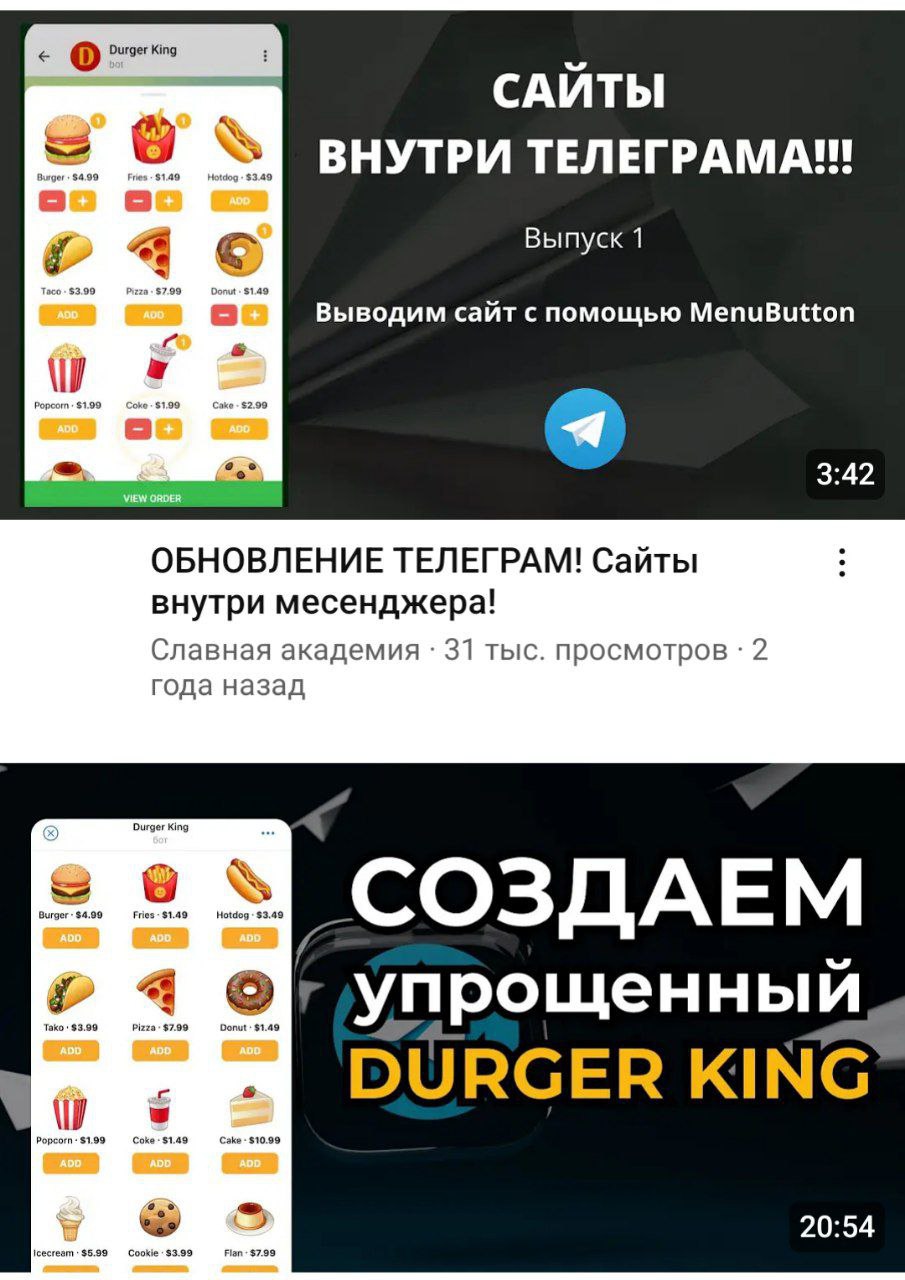 Durger King
bot
1
1
Burger · $4.99
Fries · $1.49
Hotdog · $3.49
− +
− +
ADD
1
Taco · $3.99
Pizza · $7.99
Donut · $1.49
ADD
ADD
− +
1
Popcorn · $1.99
Coke · $1.99
Cake · $2.99
ADD
− +
ADD
VIEW ORDER
САЙТЫ
ВНУТРИ ТЕЛЕГРАМА!!!
Выпуск 1
Выводим сайт с помощью MenuButton
3:42
ОБНОВЛЕНИЕ ТЕЛЕГРАМ! Сайты
внутри месенджера!
Славная академия · 31 тыс. просмотров · 2
года назад
Durger King
бот
Burger · $4.99
Fries · $1.49
Hotdog · $3.49
ADD
ADD
ADD
Tako · $3.99
Pizza · $7.99
Donut · $1.49
ADD
ADD
ADD
Popcorn · $1.99
Coke · $1.49
Cake · $10.99
ADD
ADD
ADD
Icecream · $5.99
Cookie · $3.99
Flan · $7.99
СОЗДАЕМ
упрощенный
DURGER KING
20:54